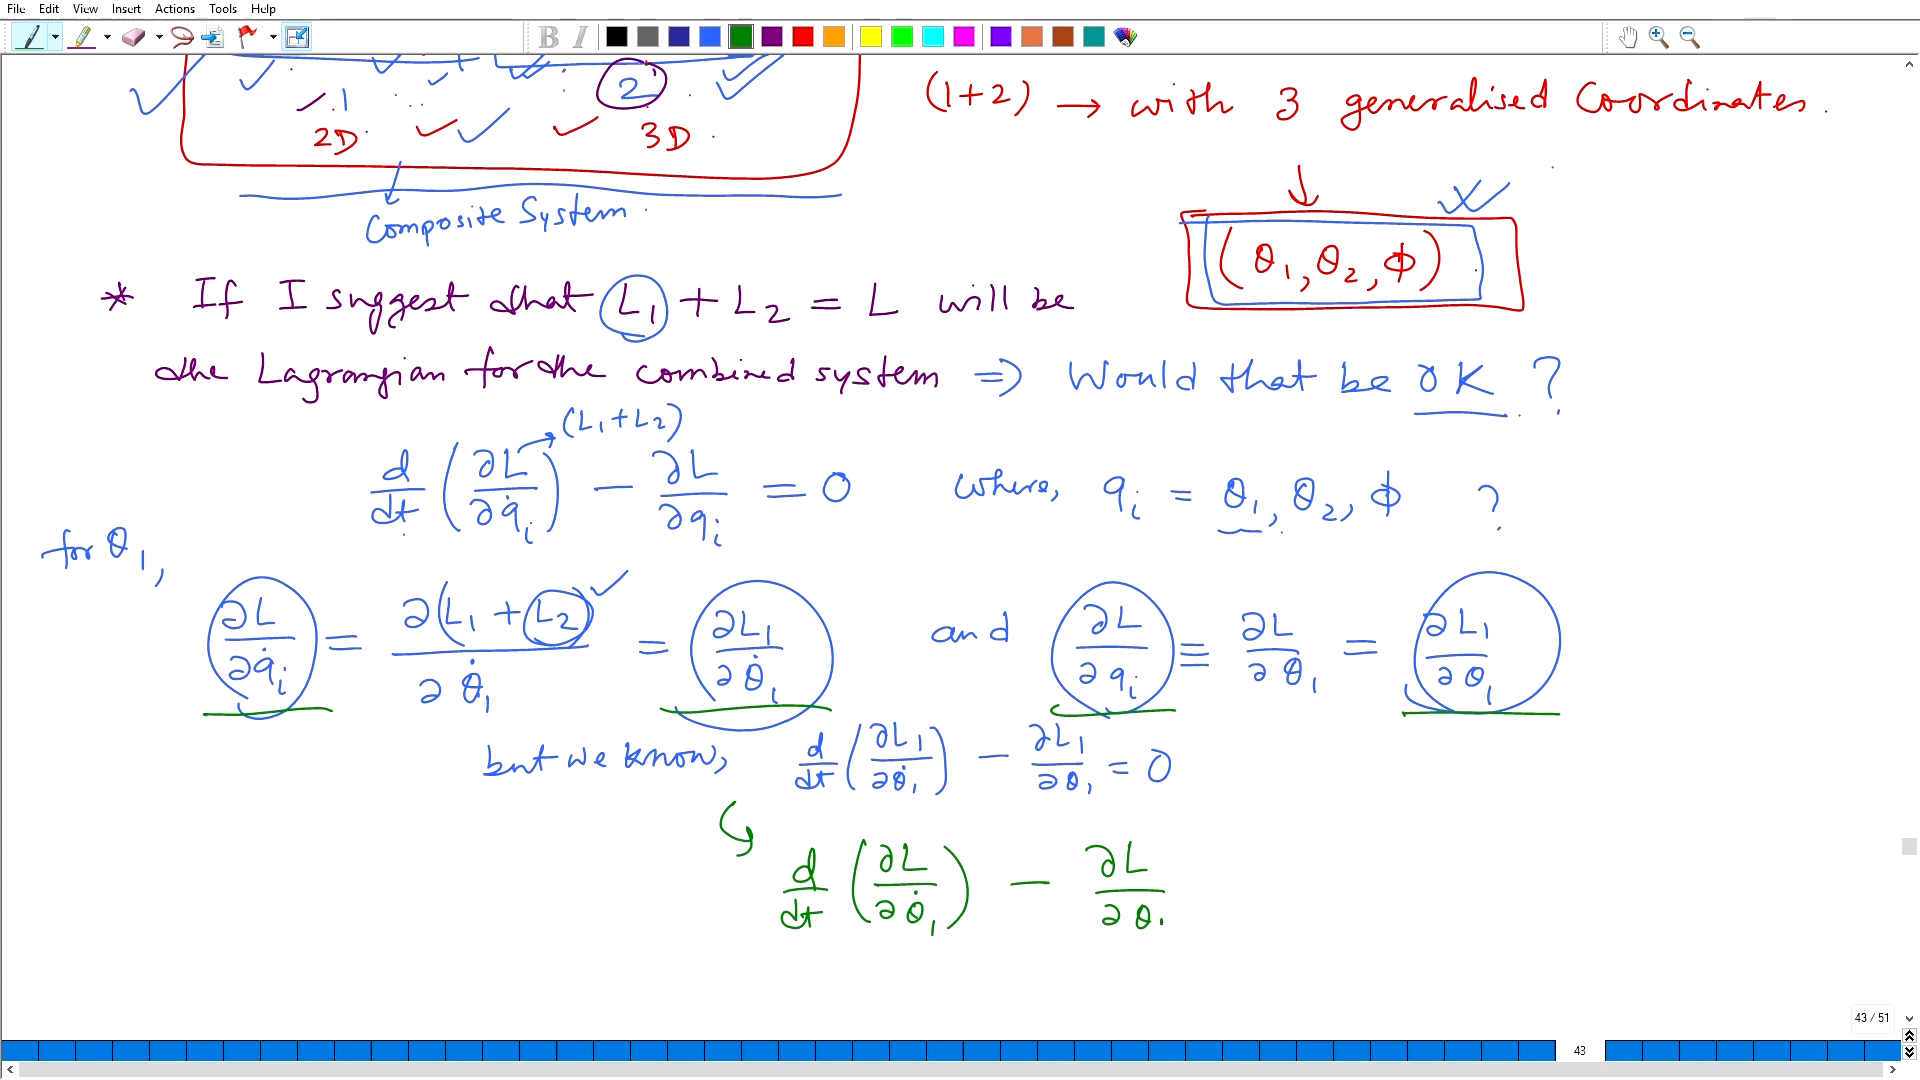 File Edit View Insert Actions Tools Help
B I
1 2
2D 3D
(1+2) → with 3 generalised Coordinates.
Composite System.
(θ₁, θ₂, ϕ)
* If I suggest that L₁ + L₂ = L will be
the Lagrangian for the combined system ⇒ Would that be OK ?
(L₁+L₂)
d/dt (∂L/∂q̇ᵢ) − ∂L/∂qᵢ = 0 where, qᵢ = θ₁, θ₂, ϕ ?
for θ₁,
∂L/∂q̇ᵢ = ∂(L₁ + L₂)/∂θ̇₁ = ∂L₁/∂θ̇₁ and ∂L/∂qᵢ ≡ ∂L/∂θ₁ = ∂L₁/∂θ₁
but we know, d/dt (∂L₁/∂θ̇₁) − ∂L₁/∂θ₁ = 0
d/dt (∂L/∂θ̇₁) − ∂L/∂θ.
43 / 51
43